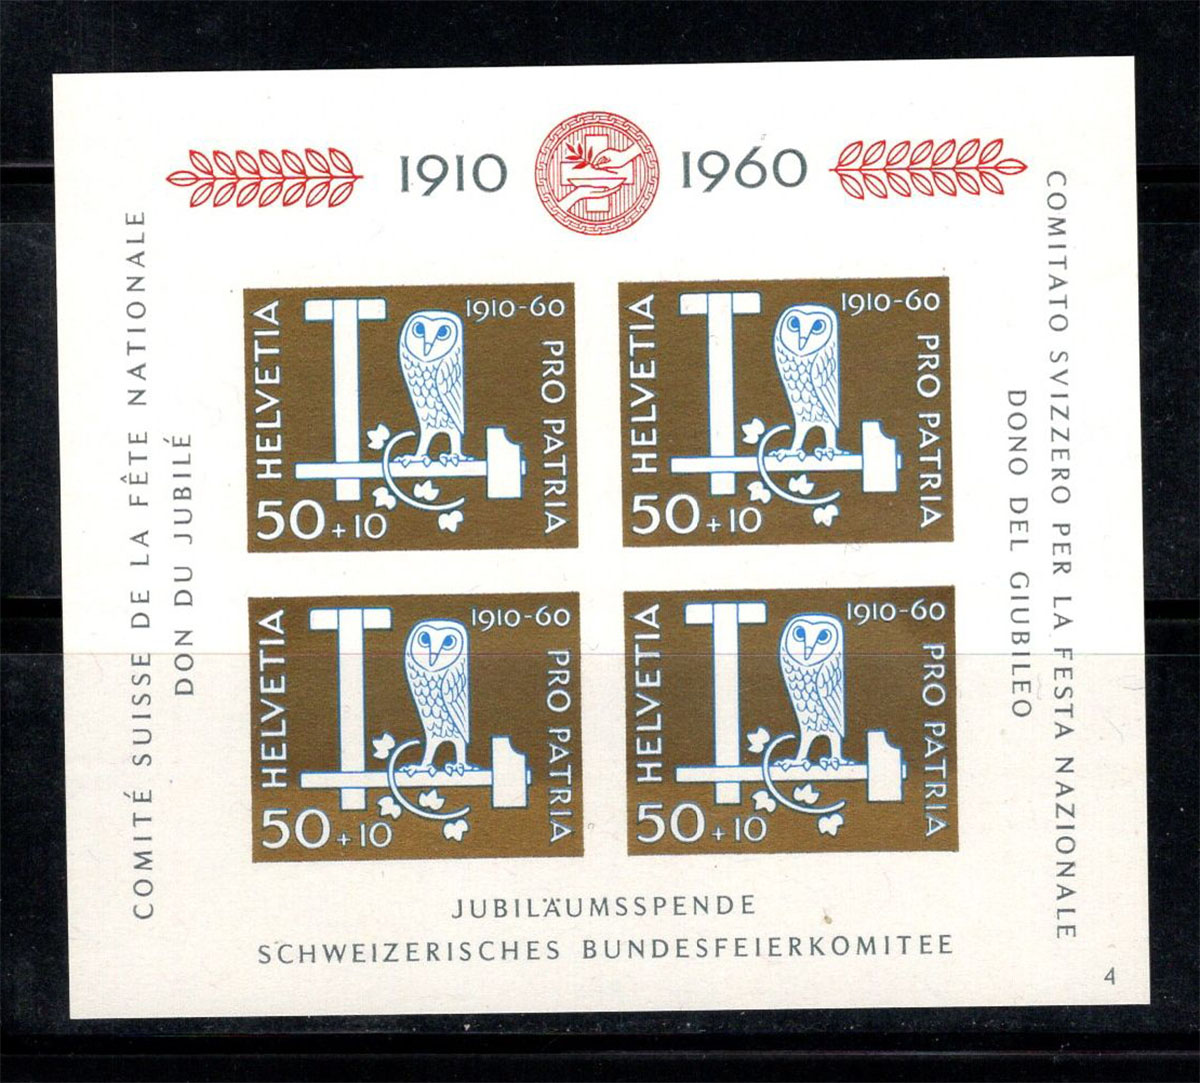 1910 1960
COMITÉ SUISSE DE LA FÊTE NATIONALE
DON DU JUBILÉ
COMITATO SVIZZERO PER LA FESTA NAZIONALE
DONO DEL GIUBILEO
HELVETIA
1910-60
PRO PATRIA
50+10
HELVETIA
1910-60
PRO PATRIA
50+10
HELVETIA
1910-60
PRO PATRIA
50+10
HELVETIA
1910-60
PRO PATRIA
50+10
JUBILÄUMSSPENDE
SCHWEIZERISCHES BUNDESFEIERKOMITEE
4